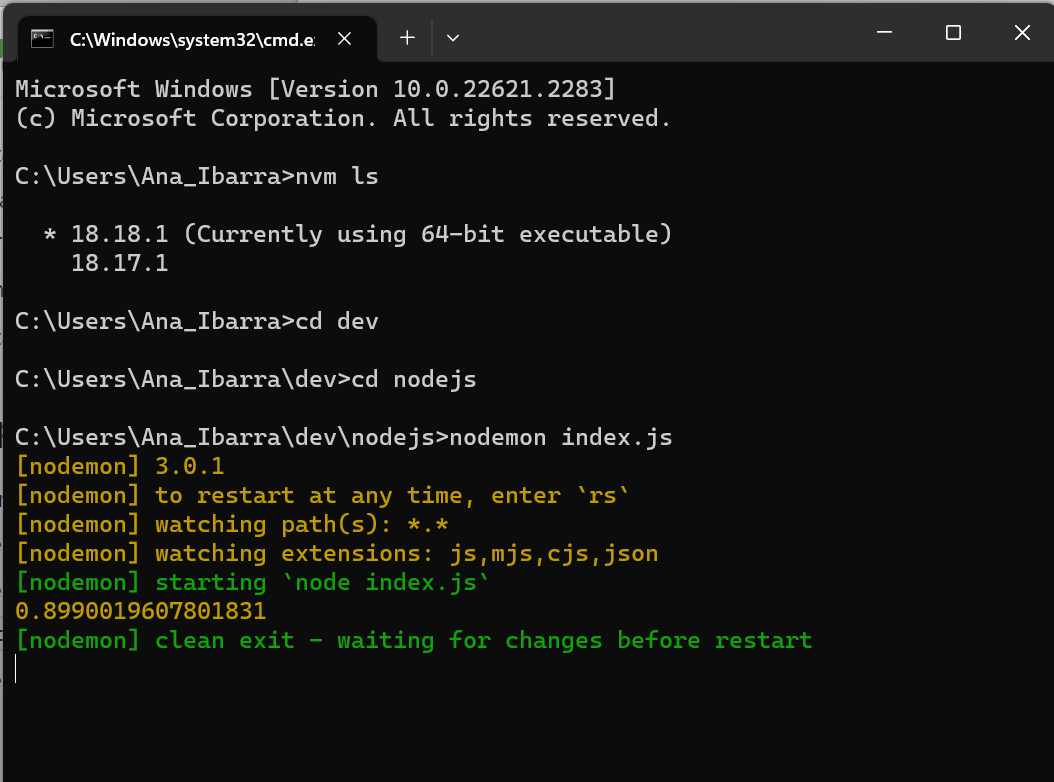 C:\Windows\system32\cmd.e
Microsoft Windows [Version 10.0.22621.2283]
(c) Microsoft Corporation. All rights reserved.
C:\Users\Ana_Ibarra>nvm ls
* 18.18.1 (Currently using 64-bit executable)
18.17.1
C:\Users\Ana_Ibarra>cd dev
C:\Users\Ana_Ibarra\dev>cd nodejs
C:\Users\Ana_Ibarra\dev\nodejs>nodemon index.js
[nodemon] 3.0.1
[nodemon] to restart at any time, enter `rs`
[nodemon] watching path(s): *.*
[nodemon] watching extensions: js,mjs,cjs,json
[nodemon] starting `node index.js`
0.8990019607801831
[nodemon] clean exit - waiting for changes before restart